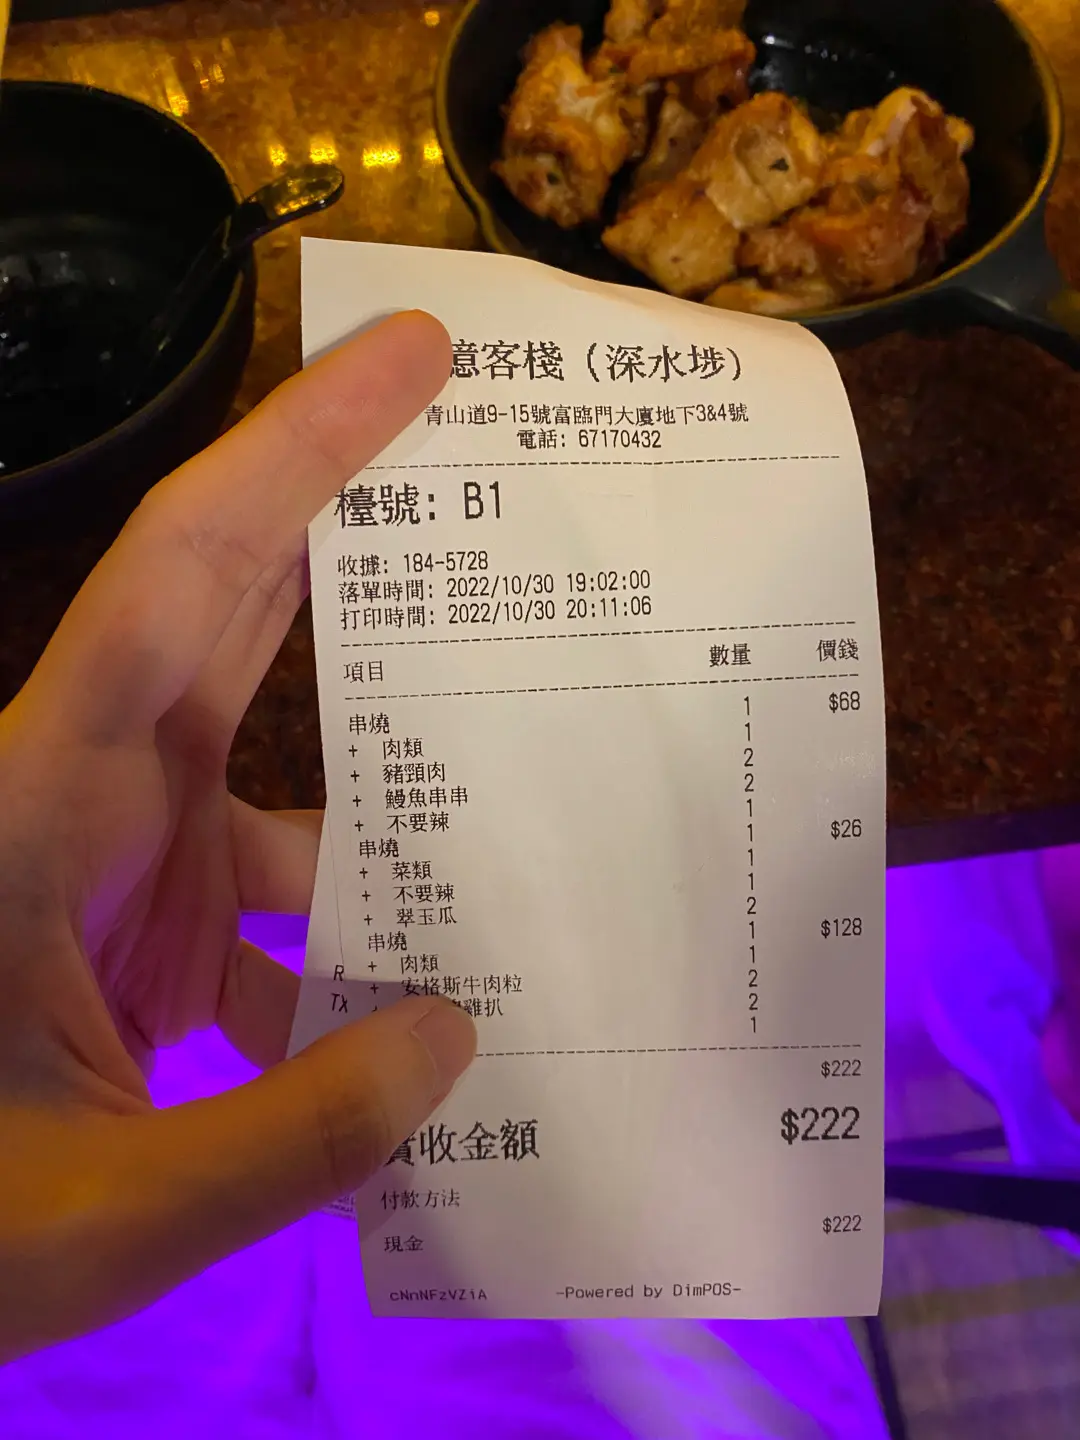 憶客棧 (深水埗)
青山道9-15號富臨門大廈地下3&4號
電話: 67170432
檯號: B1
收據: 184-5728
落單時間: 2022/10/30 19:02:00
打印時間: 2022/10/30 20:11:06
項目 數量 價錢
串燒 1 $68
+ 肉類 1
+ 豬頸肉 2
+ 鰻魚串串 2
+ 不要辣 1
串燒 1 $26
+ 菜類 1
+ 不要辣 1
+ 翠玉瓜 2
串燒 1 $128
+ 肉類 1
+ 安格斯牛肉粒 2
雞扒 2
1
$222
實收金額 $222
付款方法
現金 $222
cNnNFzVZiA -Powered by DimPOS-